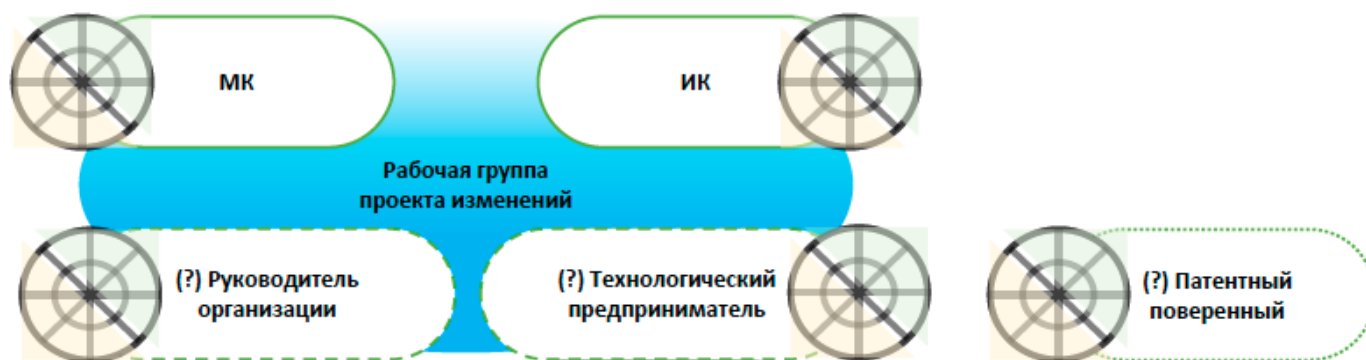 МК
ИК
Рабочая группа
проекта изменений
(?) Руководитель
организации
(?) Технологический
предприниматель
(?) Патентный
поверенный